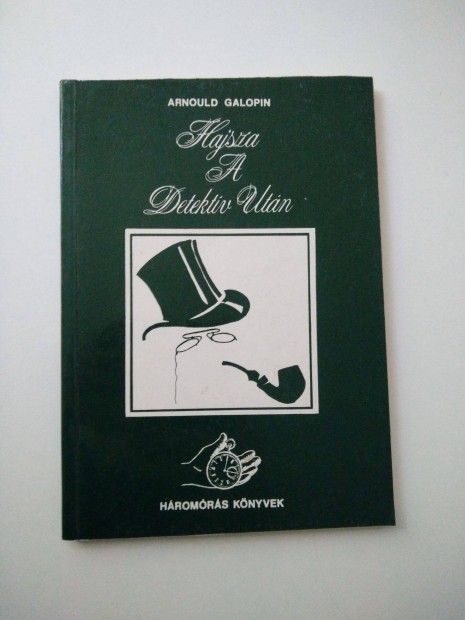 ARNOULD GALOPIN
Hajsza
A
Detektív Után
HÁROMÓRÁS KÖNYVEK